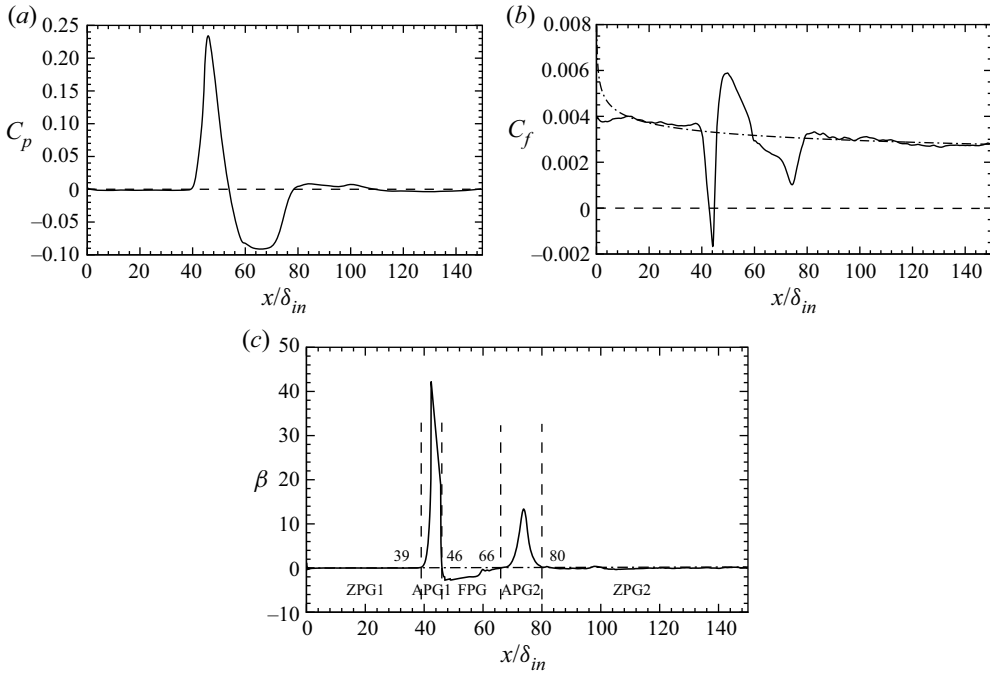 (a)
0.25
0.20
0.15
0.10
0.05
0
−0.05
−0.10
C_p
0 20 40 60 80 100 120 140
x/δ_in
(b)
0.008
0.006
0.004
0.002
0
−0.002
C_f
0 20 40 60 80 100 120 140
x/δ_in
(c)
50
40
30
20
10
0
−10
β
39 46 66 80
ZPG1 APG1 FPG APG2 ZPG2
0 20 40 60 80 100 120 140
x/δ_in